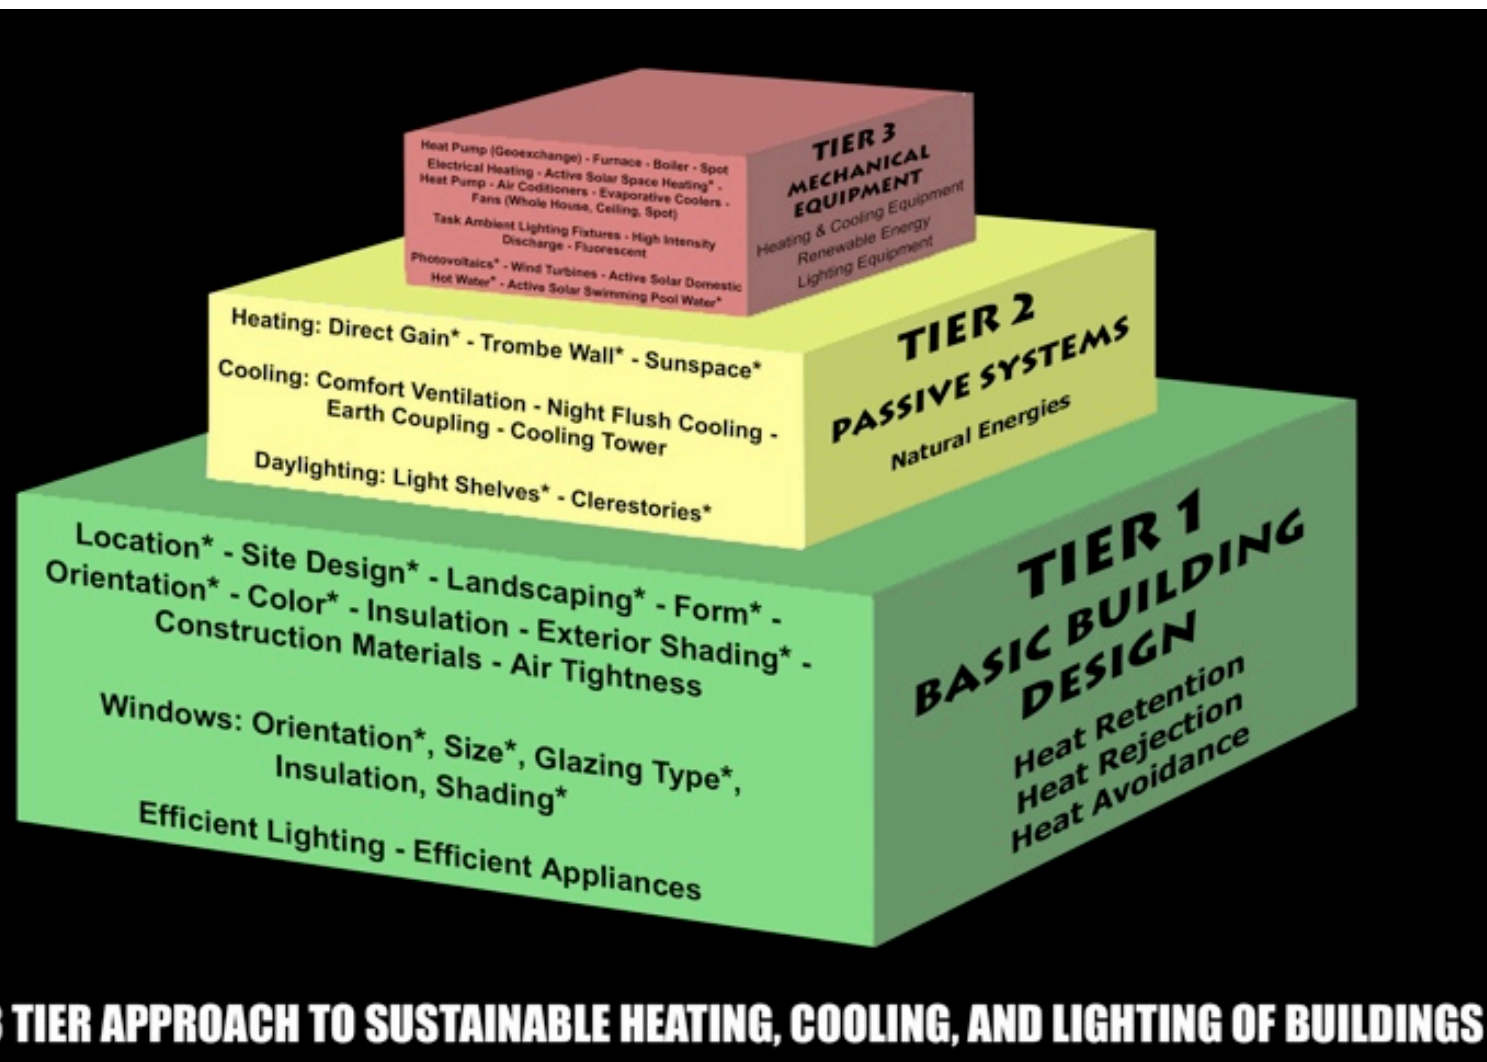 Heat Pump (Geoexchange) - Furnace - Boiler - Spot
Electrical Heating - Active Solar Space Heating* -
Heat Pump - Air Coditioners - Evaporative Coolers -
Fans (Whole House, Ceiling, Spot)
Task Ambient Lighting Fixtures - High Intensity
Discharge - Fluorescent
Photovoltaics* - Wind Turbines - Active Solar Domestic
Hot Water* - Active Solar Swimming Pool Water*
TIER 3
MECHANICAL
EQUIPMENT
Heating & Cooling Equipment
Renewable Energy
Lighting Equipment
Heating: Direct Gain* - Trombe Wall* - Sunspace*
Cooling: Comfort Ventilation - Night Flush Cooling -
Earth Coupling - Cooling Tower
Daylighting: Light Shelves* - Clerestories*
TIER 2
PASSIVE SYSTEMS
Natural Energies
Location* - Site Design* - Landscaping* - Form* -
Orientation* - Color* - Insulation - Exterior Shading* -
Construction Materials - Air Tightness
Windows: Orientation*, Size*, Glazing Type*,
Insulation, Shading*
Efficient Lighting - Efficient Appliances
TIER 1
BASIC BUILDING
DESIGN
Heat Retention
Heat Rejection
Heat Avoidance
3 TIER APPROACH TO SUSTAINABLE HEATING, COOLING, AND LIGHTING OF BUILDINGS